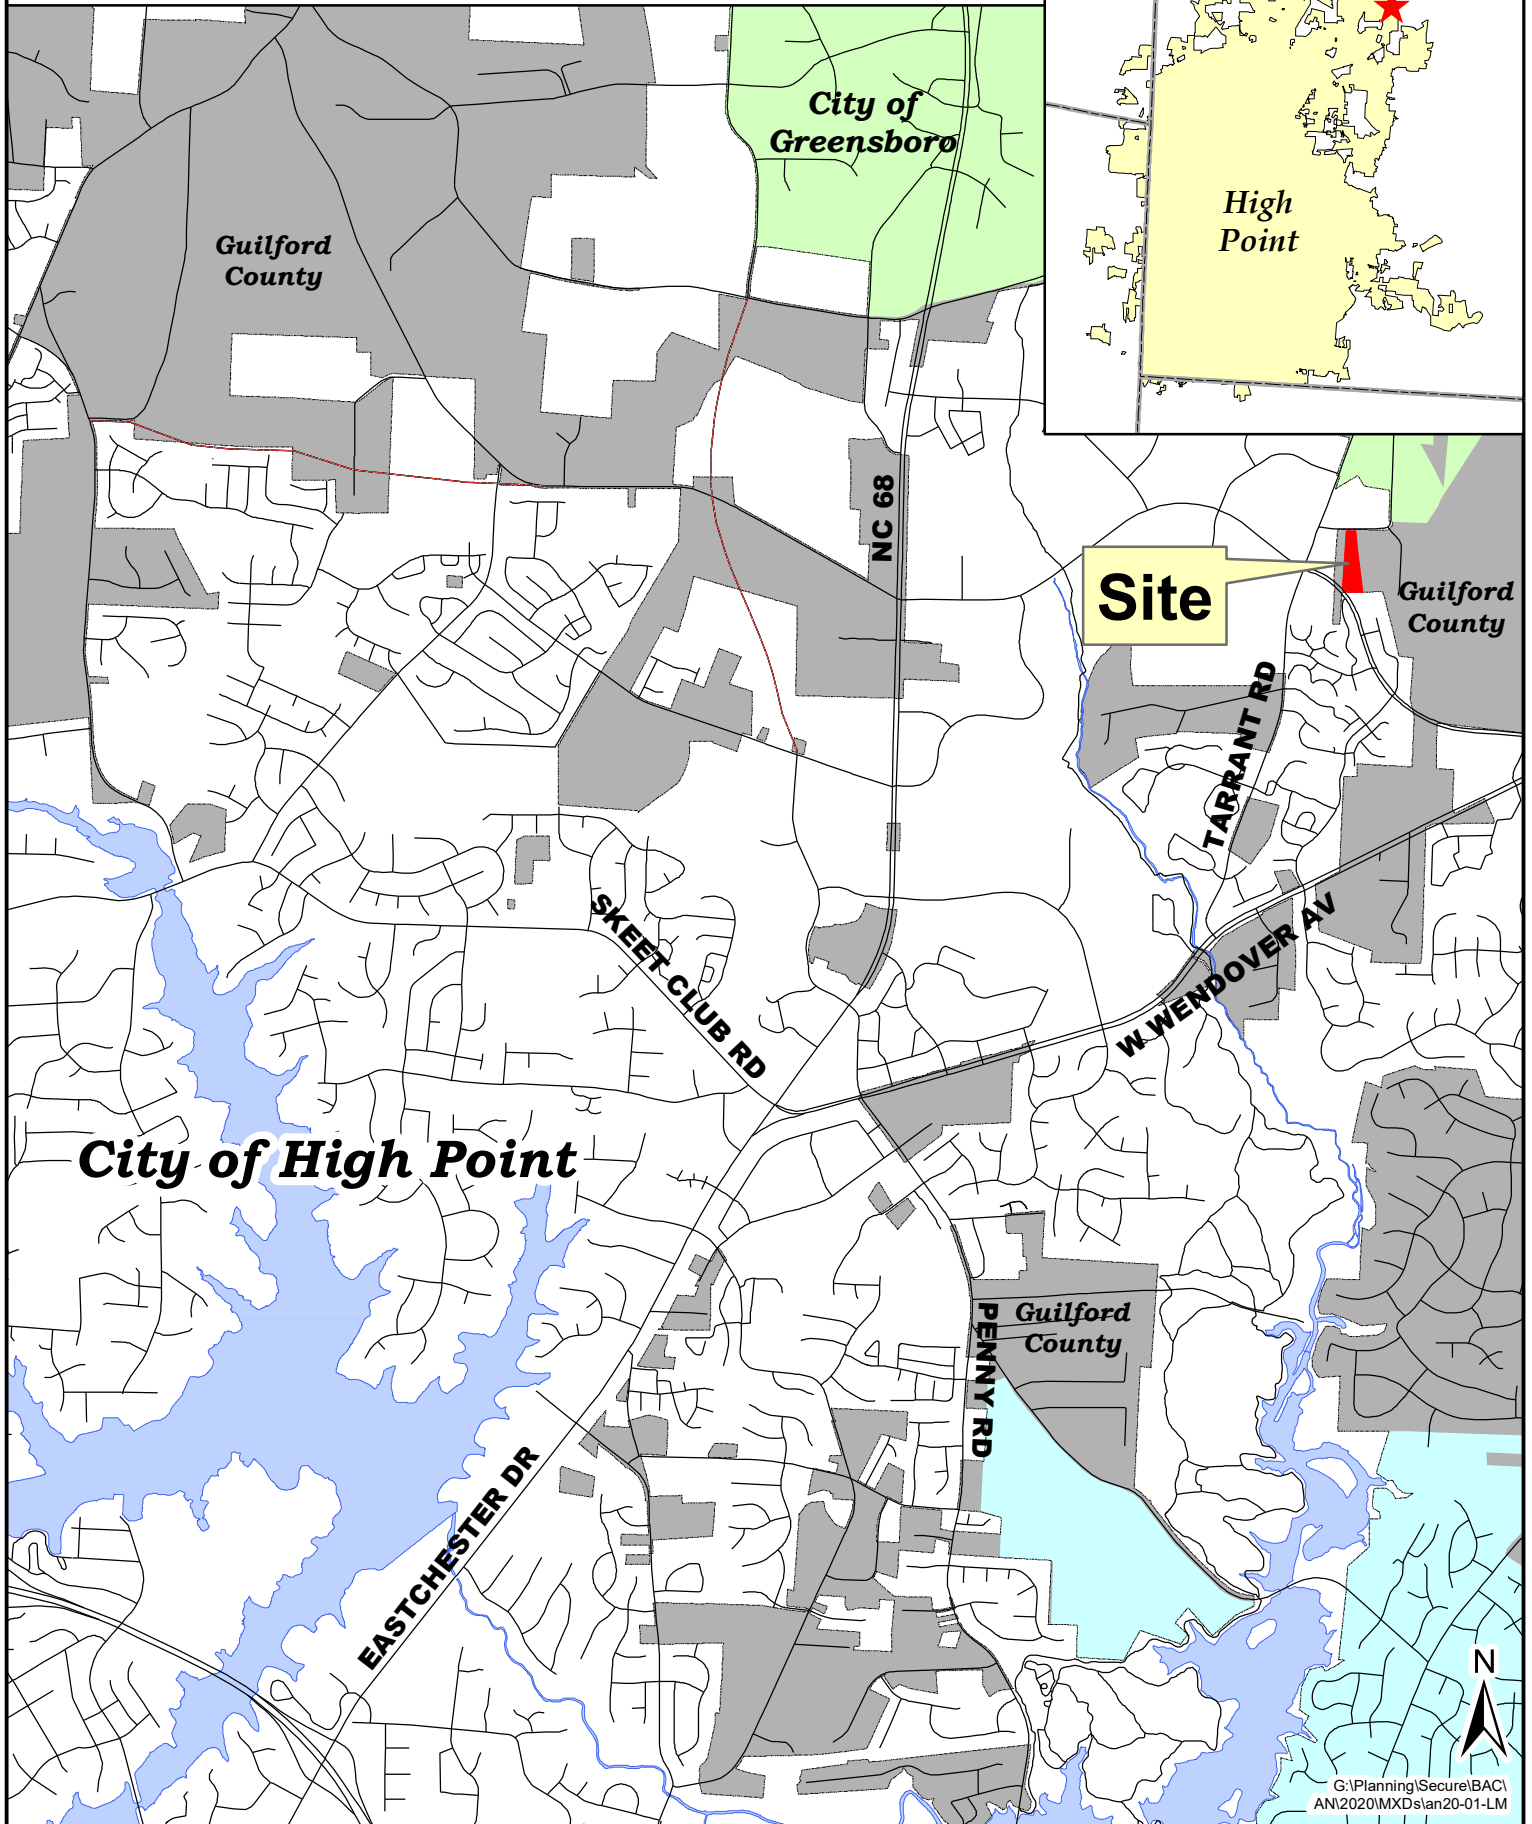 City of
Greensboro
High
Point
Guilford
County
NC 68
Site
Guilford
County
TARRANT RD
SKEET CLUB RD
W WENDOVER AV
City of High Point
PENNY RD
Guilford
County
EASTCHESTER DR
N
G:\Planning\Secure\BAC\
AN\2020\MXDs\an20-01-LM